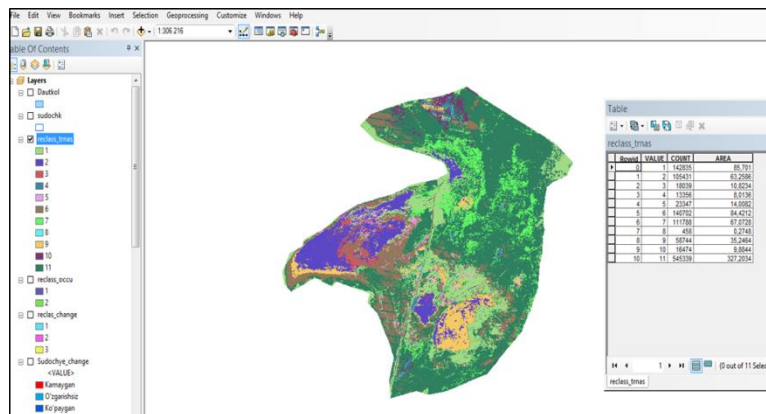 File Edit View Bookmarks Insert Selection Geoprocessing Customize Windows Help
1:306 216
Table Of Contents
Layers
Dautkol
sudochk
reclass_trnas
1
2
3
4
5
6
7
8
9
10
11
reclass_occu
1
2
reclas_change
1
2
3
Sudochye_change
<VALUE>
Kamaygan
O'zgarishsiz
Ko'paygan
Table
reclass_trnas
Rowid VALUE COUNT AREA
0 1 142835 85,701
1 2 105431 63,2586
2 3 18039 10,8234
3 4 13356 8,0136
4 5 23347 14,0082
5 6 140702 84,4212
6 7 111788 67,0728
7 8 458 0,2748
8 9 58744 35,2464
9 10 16474 9,8844
10 11 545339 327,2034
1 (0 out of 11 Selec
reclass_trnas